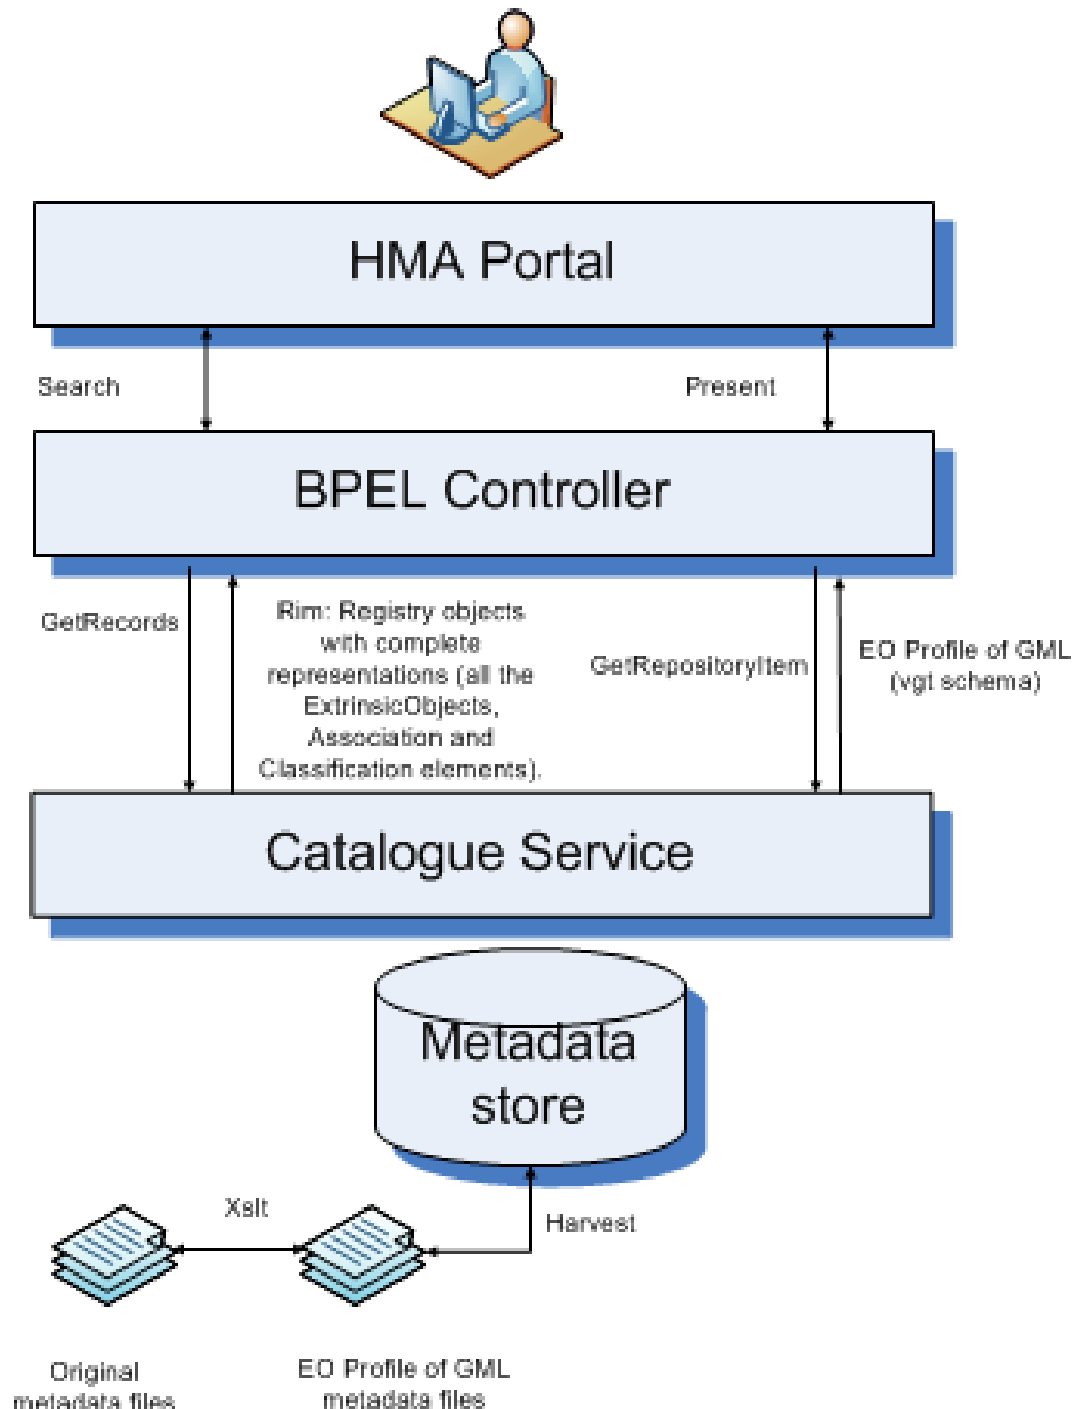 HMA Portal
Search
Present
BPEL Controller
GetRecords
Rim: Registry objects
with complete
representations (all the
ExtrinsicObjects,
Association and
Classification elements).
GetRepositoryItem
EO Profile of GML
(vgt schema)
Catalogue Service
Metadata
store
Xslt
Harvest
Original
metadata files
EO Profile of GML
metadata files